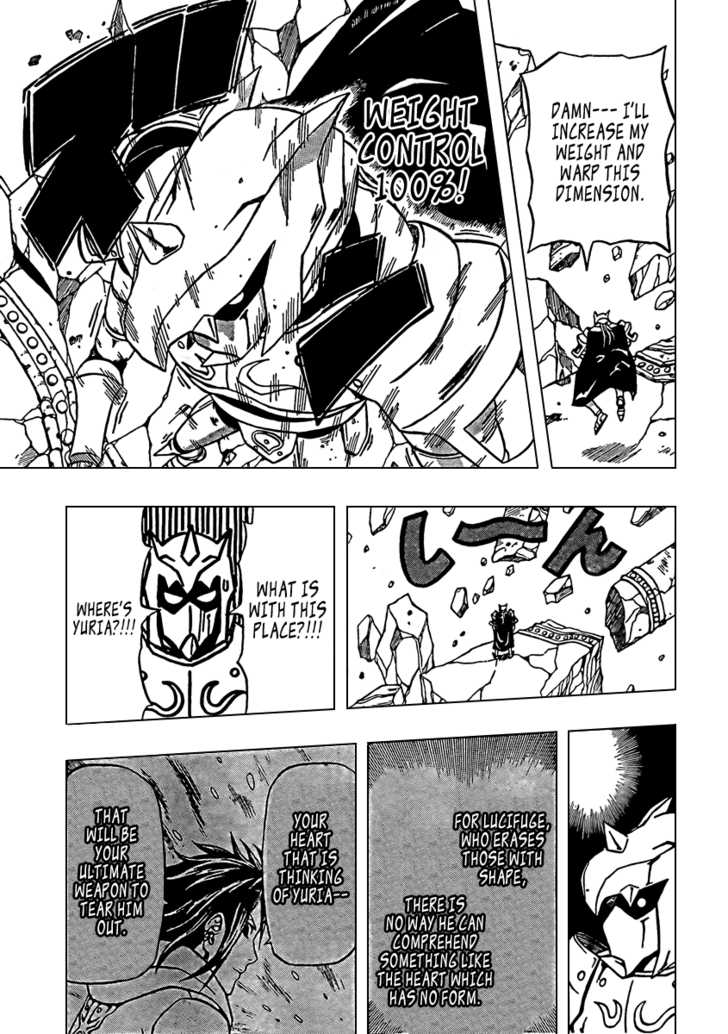 DAMN--- I'LL
INCREASE MY
WEIGHT AND
WARP THIS
DIMENSION.
WEIGHT
CONTROL
100%!
しーん
WHAT IS
WITH THIS
PLACE?!!!
WHERE'S
YURIA?!!!
FOR LUCIFUGE,
WHO ERASES
THOSE WITH
SHAPE,
THERE IS
NO WAY HE CAN
COMPREHEND
SOMETHING LIKE
THE HEART WHICH
HAS NO FORM.
YOUR
HEART
THAT IS
THINKING
OF YURIA--
THAT
WILL BE
YOUR
ULTIMATE
WEAPON TO
TEAR HIM
OUT.